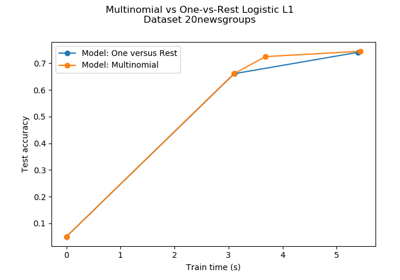 Multinomial vs One-vs-Rest Logistic L1
Dataset 20newsgroups
Model: One versus Rest
Model: Multinomial
0.7
0.6
0.5
0.4
0.3
0.2
0.1
Test accuracy
0 1 2 3 4 5
Train time (s)